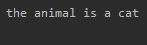 the animal is a cat